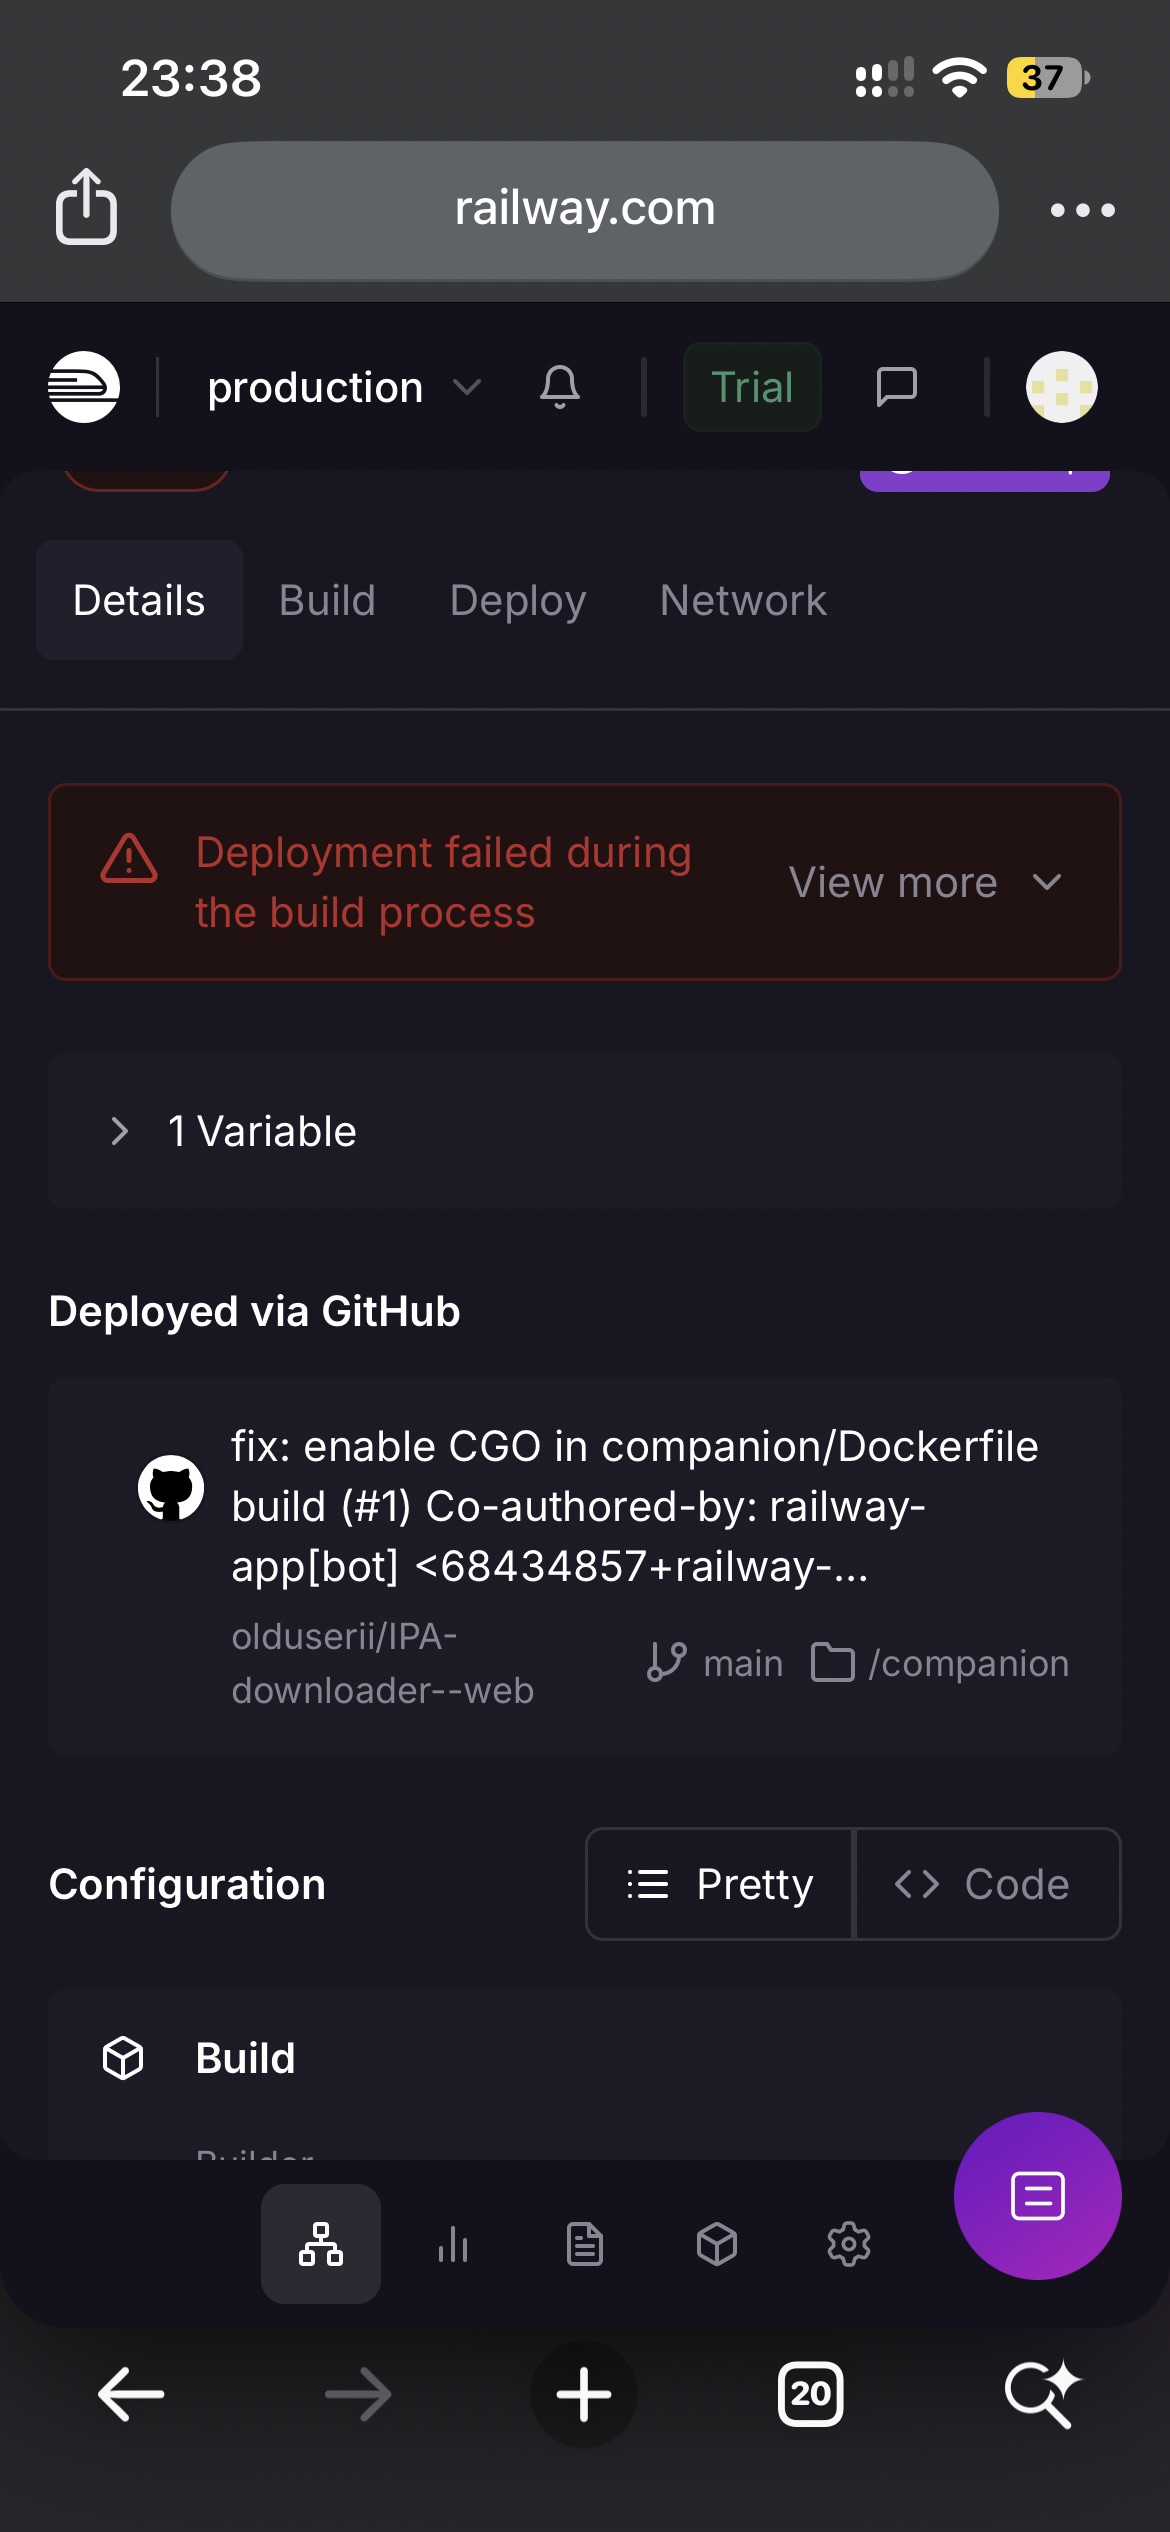 23:38
37
railway.com
production
Trial
Details
Build
Deploy
Network
Deployment failed during
the build process
View more
1 Variable
Deployed via GitHub
fix: enable CGO in companion/Dockerfile
build (#1) Co-authored-by: railway-
app[bot] <68434857+railway-...
olduserii/IPA-
downloader--web
main
/companion
Configuration
Pretty
Code
Build
Builder
20